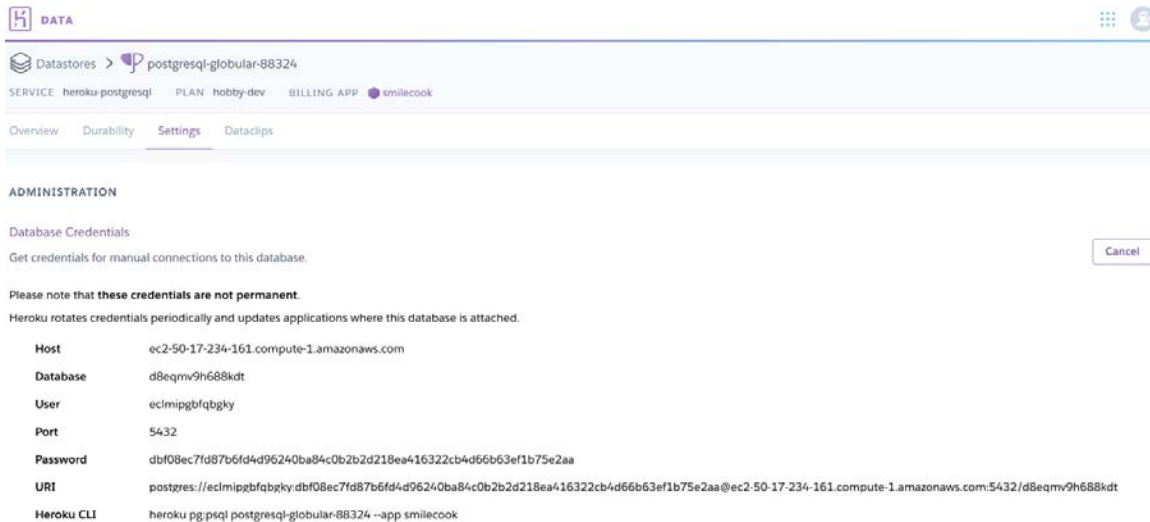 DATA
Datastores > postgresql-globular-88324
SERVICE heroku-postgresql PLAN hobby-dev BILLING APP smilecook
Overview Durability Settings Dataclips
ADMINISTRATION
Database Credentials
Get credentials for manual connections to this database.
Cancel
Please note that these credentials are not permanent.
Heroku rotates credentials periodically and updates applications where this database is attached.
Host ec2-50-17-234-161.compute-1.amazonaws.com
Database d8eqmv9h688kdt
User eclmipgbfqbgky
Port 5432
Password dbf08ec7fd87b6fd4d96240ba84c0b2b2d218ea416322cb4d66b63ef1b75e2aa
URI postgres://eclmipgbfqbgky:dbf08ec7fd87b6fd4d96240ba84c0b2b2d218ea416322cb4d66b63ef1b75e2aa@ec2-50-17-234-161.compute-1.amazonaws.com:5432/d8eqmv9h688kdt
Heroku CLI heroku pg:psql postgresql-globular-88324 --app smilecook